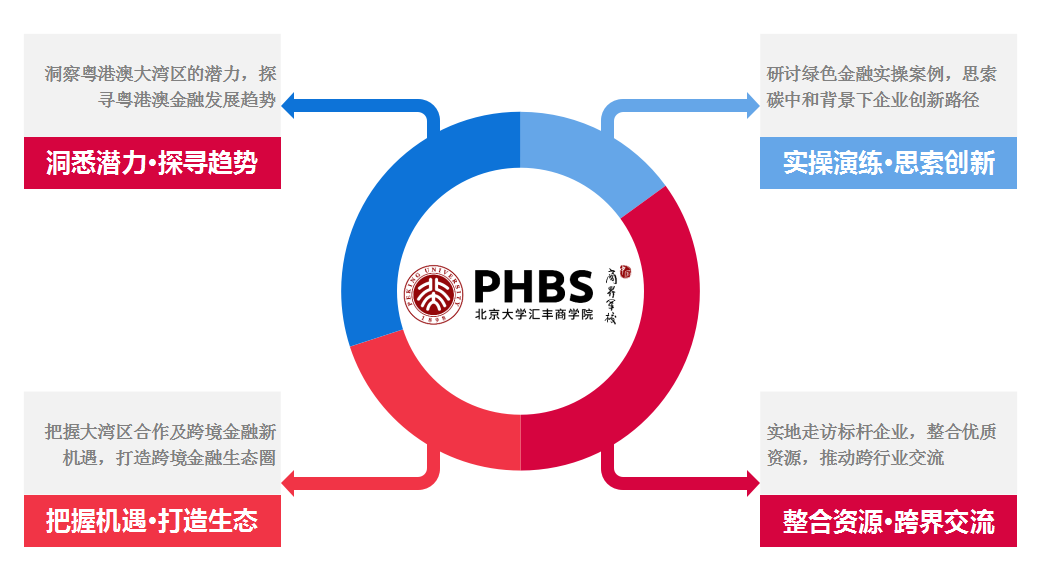 洞察粤港澳大湾区的潜力，探
寻粤港澳金融发展趋势
洞悉潜力·探寻趋势
研讨绿色金融实操案例，思索
碳中和背景下企业创新路径
实操演练·思索创新
PEKING UNIVERSITY
1898
PHBS
北京大学汇丰商学院
商界军校
把握大湾区合作及跨境金融新
机遇，打造跨境金融生态圈
把握机遇·打造生态
实地走访标杆企业，整合优质
资源，推动跨行业交流
整合资源·跨界交流